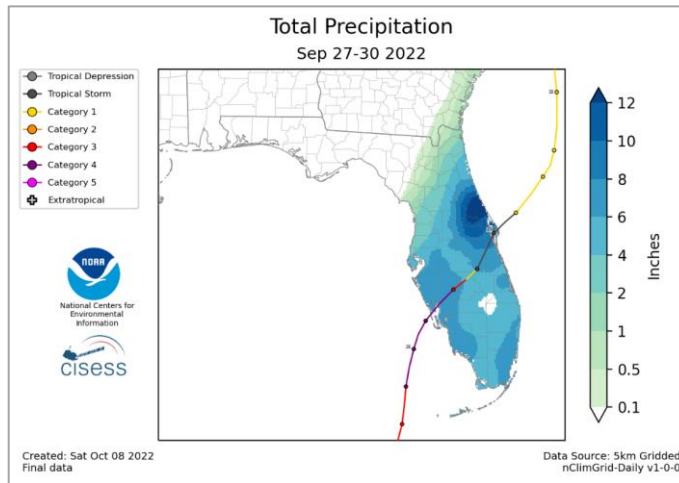 Total Precipitation
Sep 27-30 2022
Tropical Depression
Tropical Storm
Category 1
Category 2
Category 3
Category 4
Category 5
Extratropical
NOAA
National Centers for
Environmental
Information
CISESS
12
10
8
6
4
2
1
0.5
0.1
Inches
Created: Sat Oct 08 2022
Final data
Data Source: 5km Gridded
nClimGrid-Daily v1-0-0